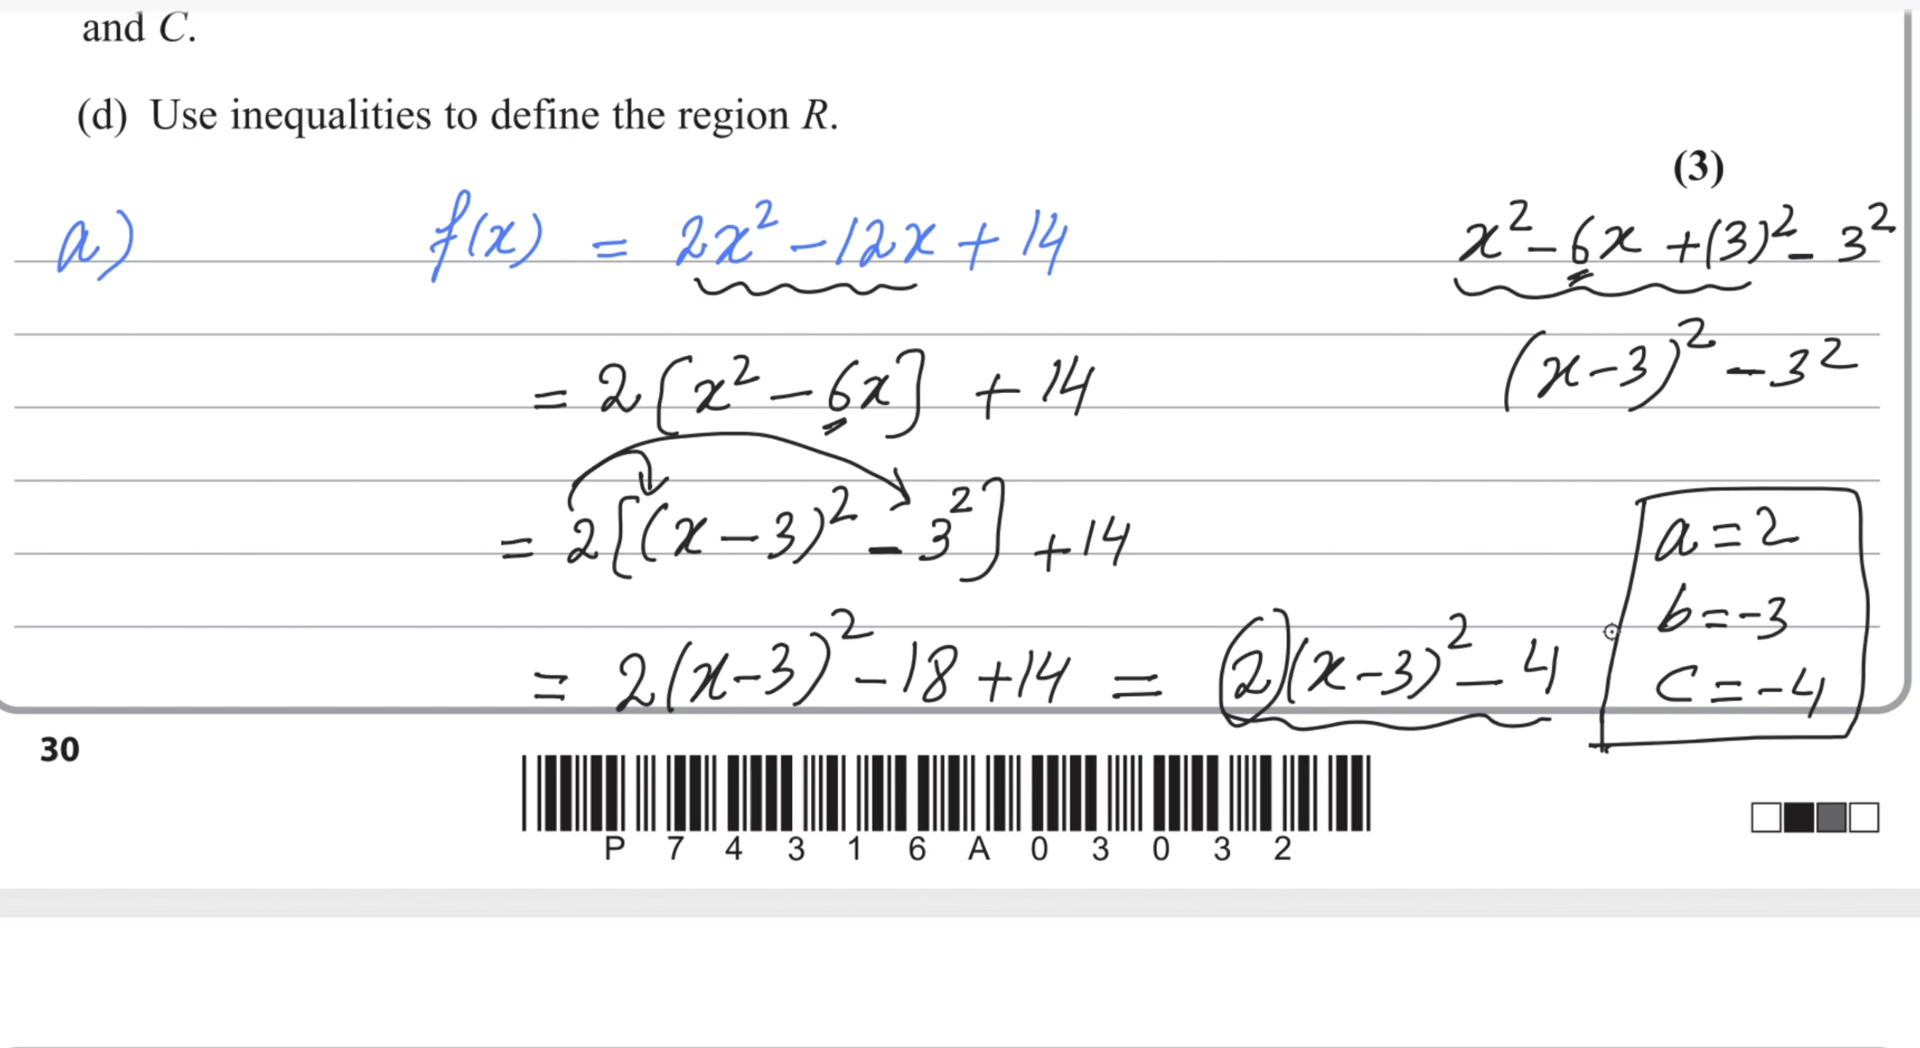 and C.
(d) Use inequalities to define the region R.
(3)
a) f(x) = 2x² - 12x + 14
x² - 6x + (3)² - 3²
(x-3)² - 3²
= 2[x² - 6x] + 14
= 2[(x-3)² - 3²] + 14
= 2(x-3)² - 18 + 14 = 2(x-3)² - 4
a = 2
b = -3
c = -4
30
P 7 4 3 1 6 A 0 3 0 3 2